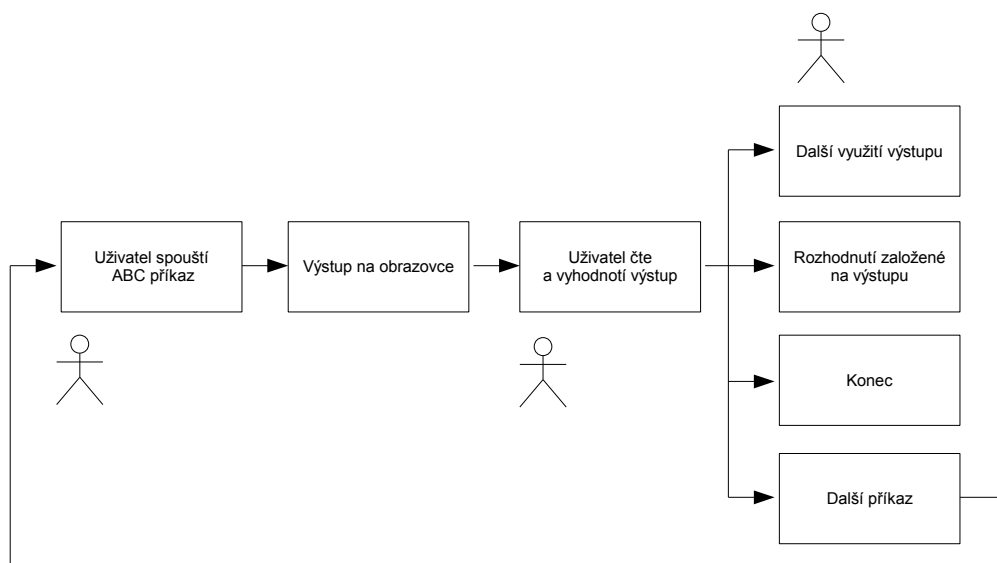 Další využití výstupu
Uživatel spouští
ABC příkaz
Výstup na obrazovce
Uživatel čte
a vyhodnotí výstup
Rozhodnutí založené
na výstupu
Konec
Další příkaz